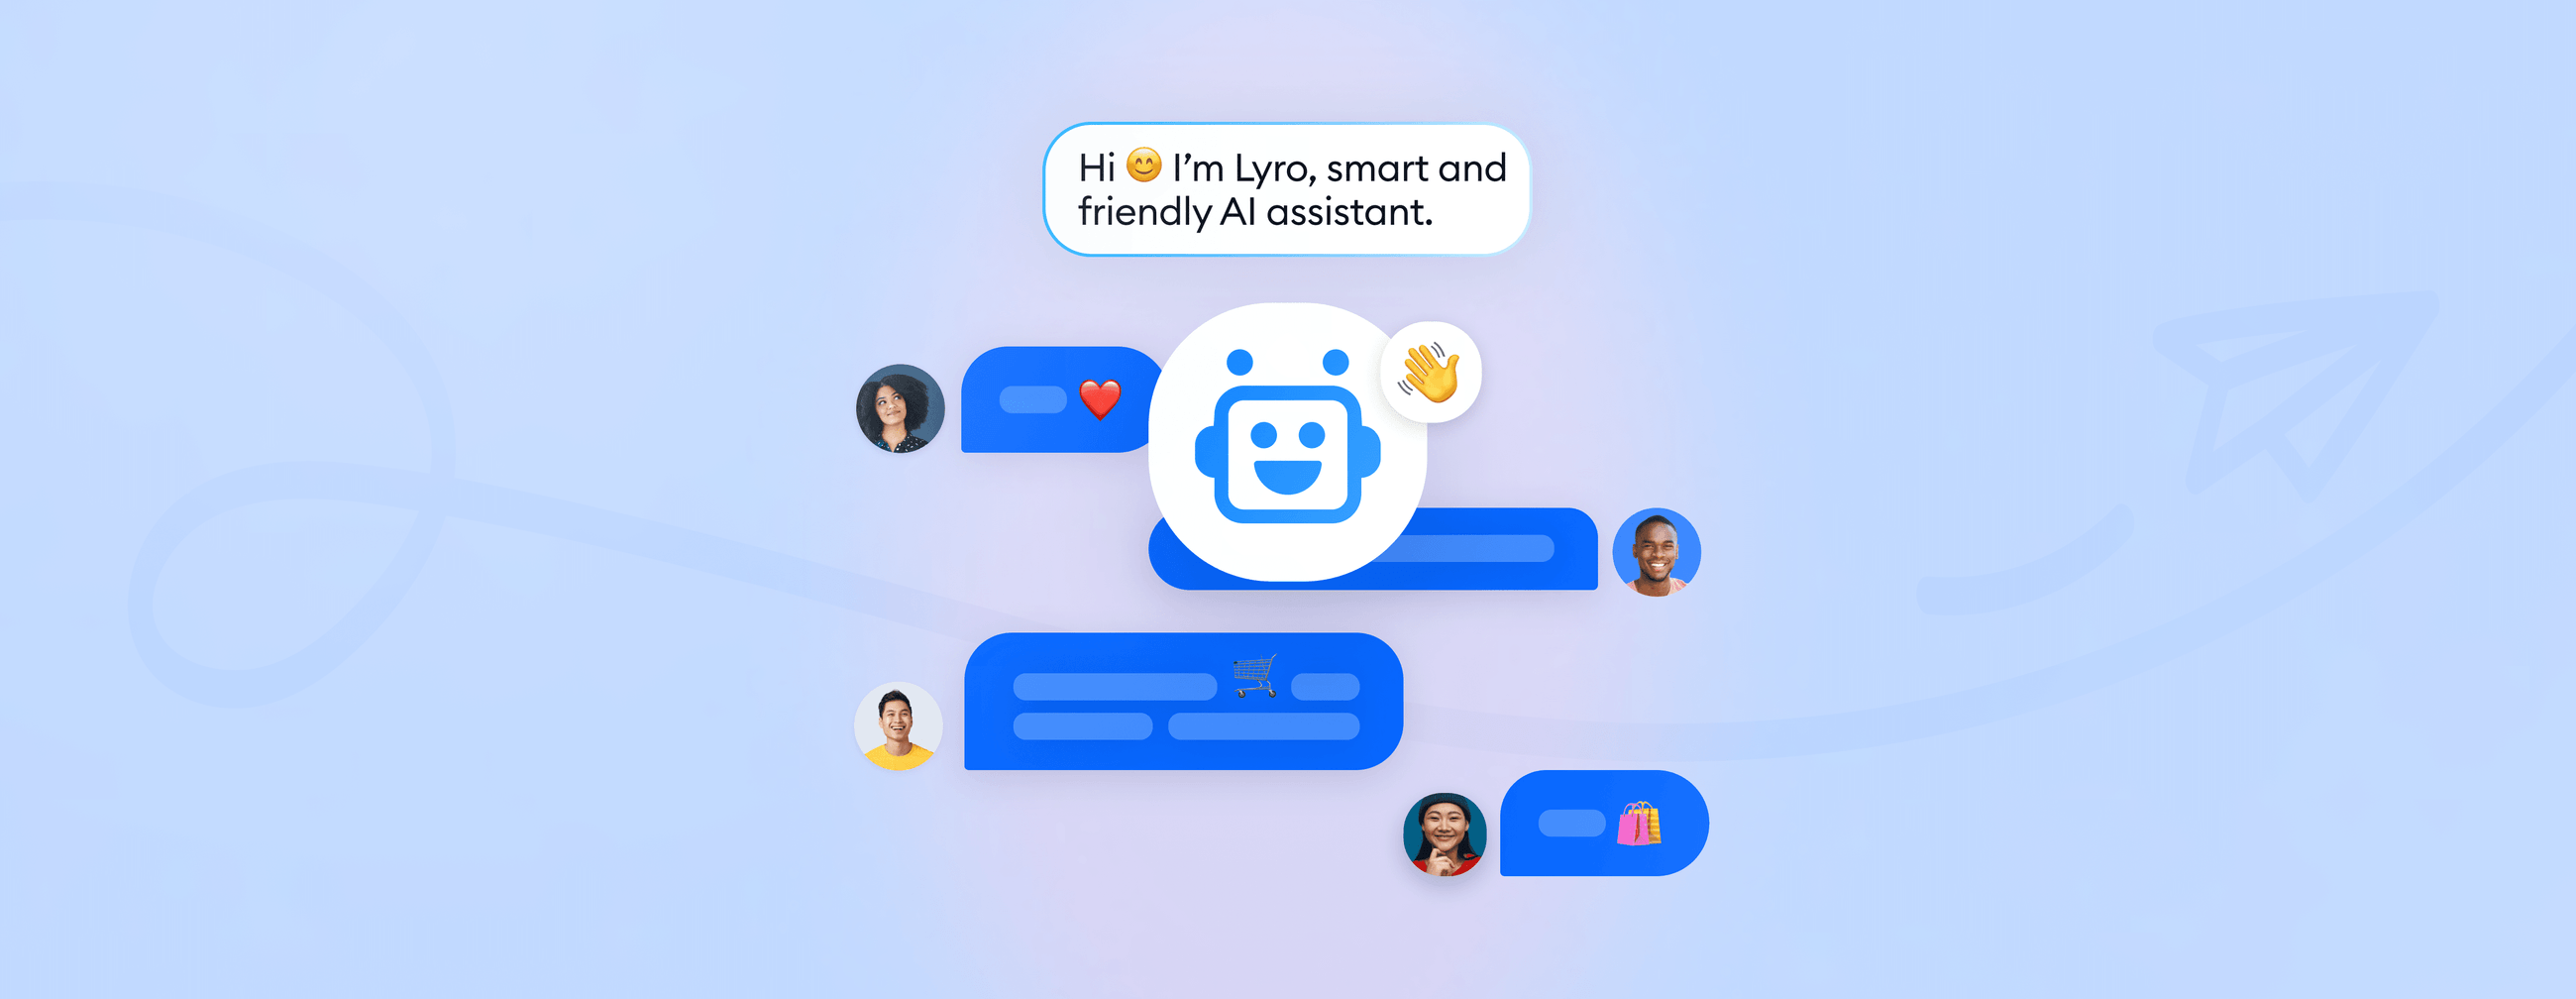 Hi 😊 I’m Lyro, smart and
friendly AI assistant.